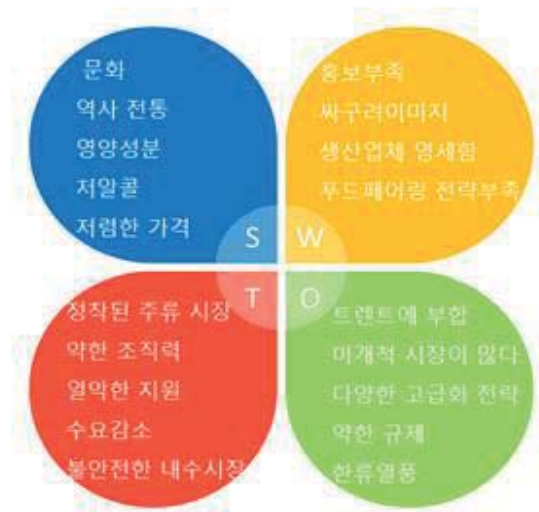 문화
역사 전통
영양성분
저알콜
저렴한 가격
S
홍보부족
싸구려이미지
생산업체 영세함
푸드페어링 전략부족
W
정착된 주류 시장
약한 조직력
열악한 지원
수요감소
불안전한 내수시장
T
트렌트에 부합
미개척 시장이 많다
다양한 고급회 전략
약한 규제
한류열풍
O